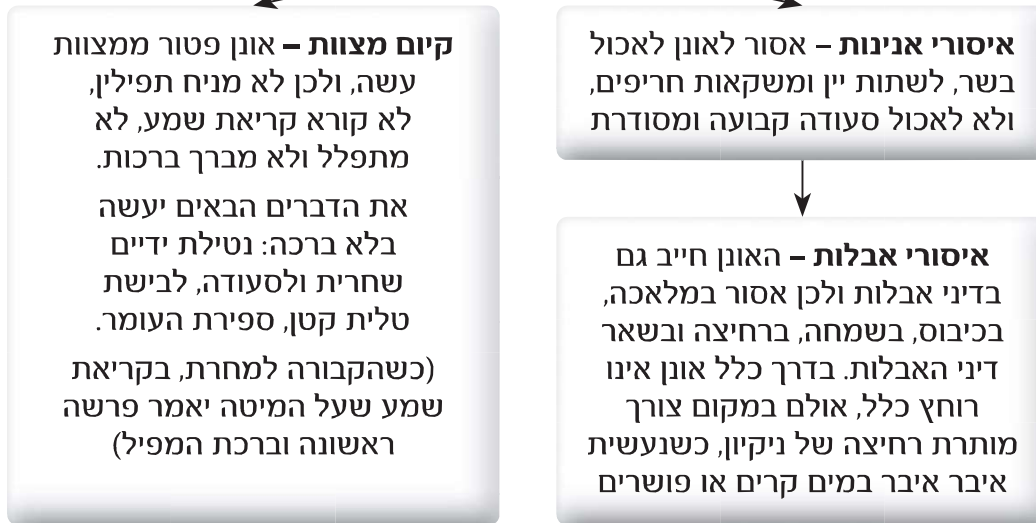 איסורי אנינות – אסור לאונן לאכול
בשר, לשתות יין ומשקאות חריפים,
ולא לאכול סעודה קבועה ומסודרת
איסורי אבלות – האונן חייב גם
בדיני אבלות ולכן אסור במלאכה,
בכיבוס, בשמחה, ברחיצה ובשאר
דיני האבלות. בדרך כלל אונן אינו
רוחץ כלל, אולם במקום צורך
מותרת רחיצה של ניקיון, כשנעשית
איבר איבר במים קרים או פושרים
קיום מצוות – אונן פטור ממצוות
עשה, ולכן לא מניח תפילין,
לא קורא קריאת שמע, לא
מתפלל ולא מברך ברכות.
את הדברים הבאים יעשה
בלא ברכה: נטילת ידיים
שחרית ולסעודה, לבישת
טלית קטן, ספירת העומר.
(כשהקבורה למחרת, בקריאת
שמע שעל המיטה יאמר פרשה
ראשונה וברכת המפיל)